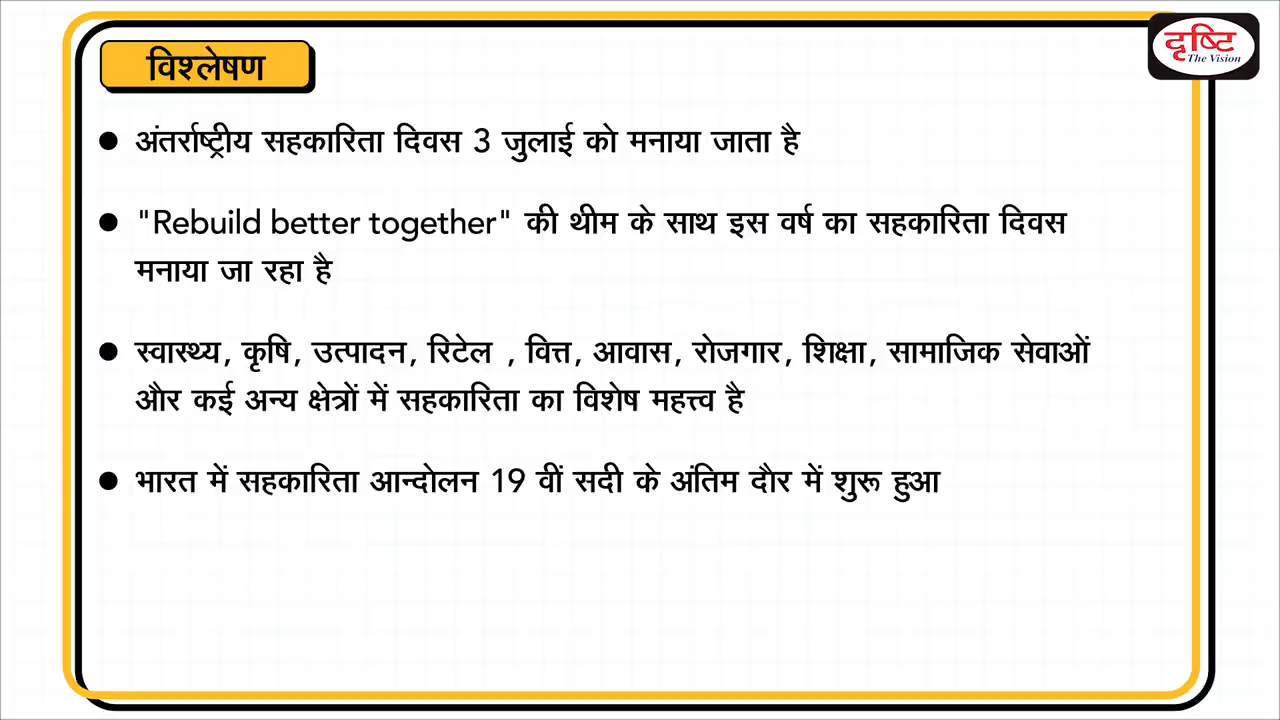 दृष्टि
The Vision
विश्लेषण
● अंतर्राष्ट्रीय सहकारिता दिवस 3 जुलाई को मनाया जाता है
● "Rebuild better together" की थीम के साथ इस वर्ष का सहकारिता दिवस
मनाया जा रहा है
● स्वास्थ्य, कृषि, उत्पादन, रिटेल , वित्त, आवास, रोजगार, शिक्षा, सामाजिक सेवाओं
और कई अन्य क्षेत्रों में सहकारिता का विशेष महत्त्व है
● भारत में सहकारिता आन्दोलन 19 वीं सदी के अंतिम दौर में शुरू हुआ